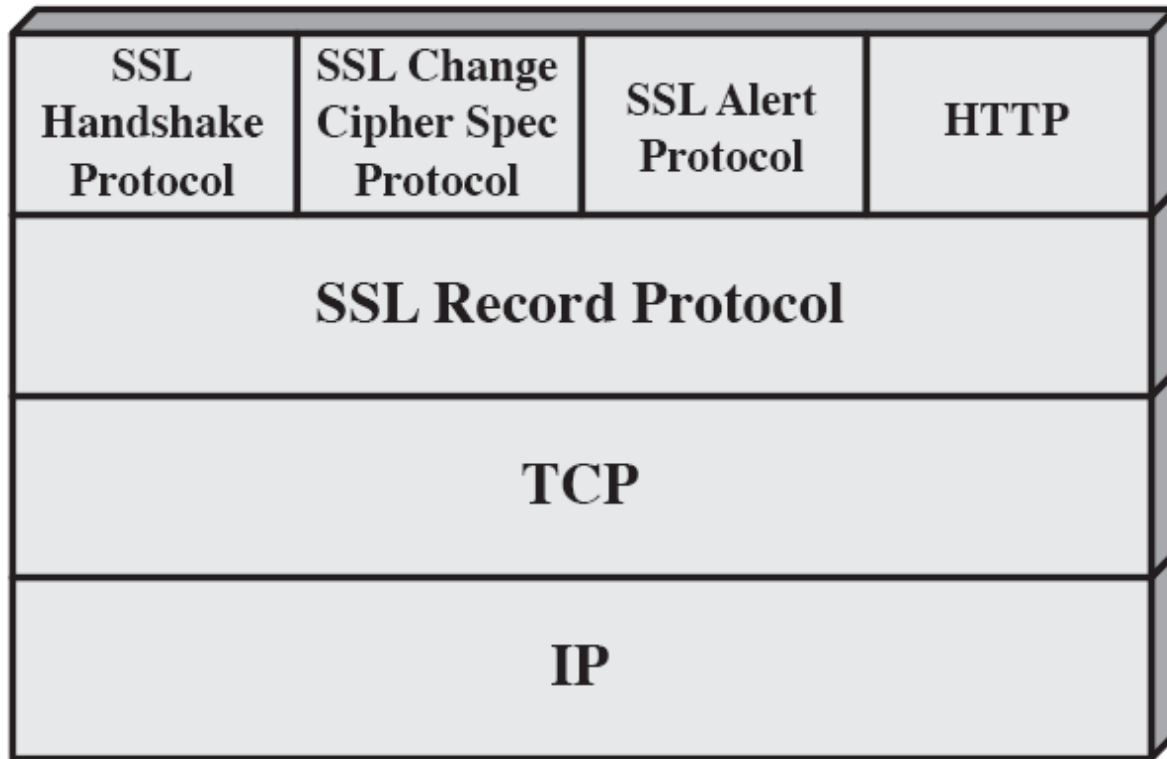 SSL
Handshake
Protocol
SSL Change
Cipher Spec
Protocol
SSL Alert
Protocol
HTTP
SSL Record Protocol
TCP
IP